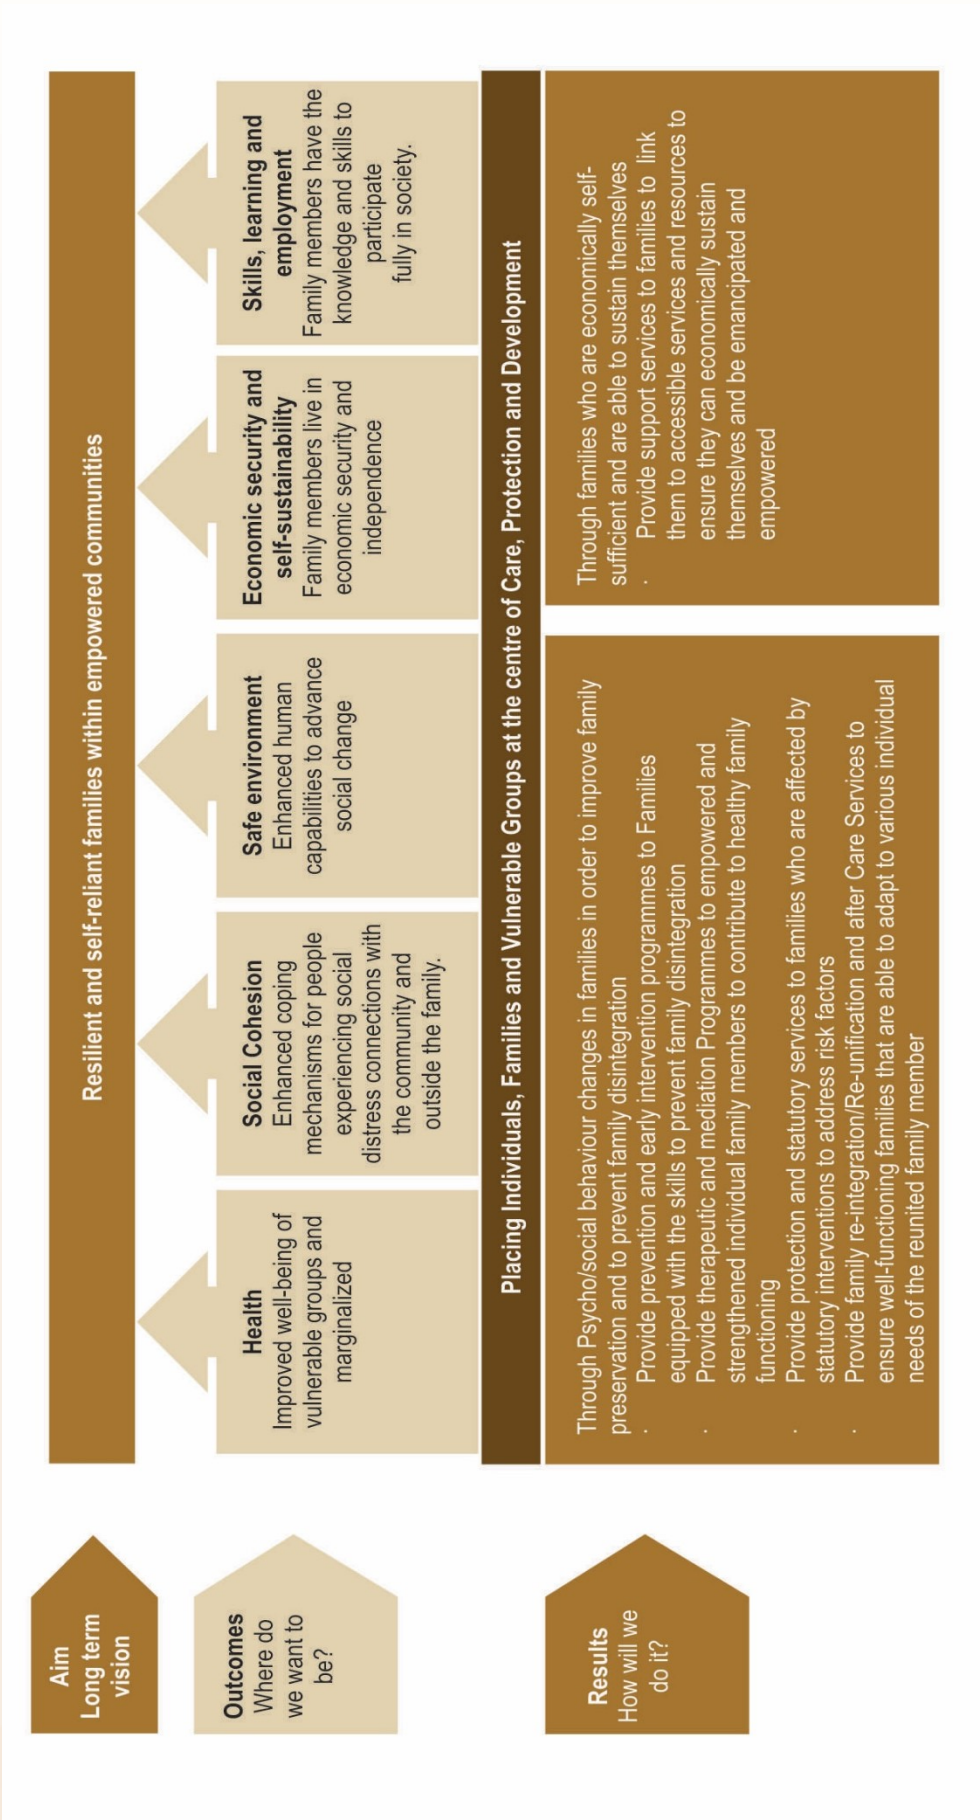 Aim
Long term
vision
Resilient and self-reliant families within empowered communities
Outcomes
Where do
we want to
be?
Health
Improved well-being of
vulnerable groups and
marginalized
Social Cohesion
Enhanced coping
mechanisms for people
experiencing social
distress connections with
the community and
outside the family.
Safe environment
Enhanced human
capabilities to advance
social change
Economic security and
self-sustainability
Family members live in
economic security and
independence
Skills, learning and
employment
Family members have the
knowledge and skills to
participate
fully in society.
Placing Individuals, Families and Vulnerable Groups at the centre of Care, Protection and Development
Results
How will we
do it?
Through Psycho/social behaviour changes in families in order to improve family
preservation and to prevent family disintegration
· Provide prevention and early intervention programmes to Families
equipped with the skills to prevent family disintegration
· Provide therapeutic and mediation Programmes to empowered and
strengthened individual family members to contribute to healthy family
functioning
· Provide protection and statutory services to families who are affected by
statutory interventions to address risk factors
· Provide family re-integration/Re-unification and after Care Services to
ensure well-functioning families that are able to adapt to various individual
needs of the reunited family member
Through families who are economically self-
sufficient and are able to sustain themselves
· Provide support services to families to link
them to accessible services and resources to
ensure they can economically sustain
themselves and be emancipated and
empowered